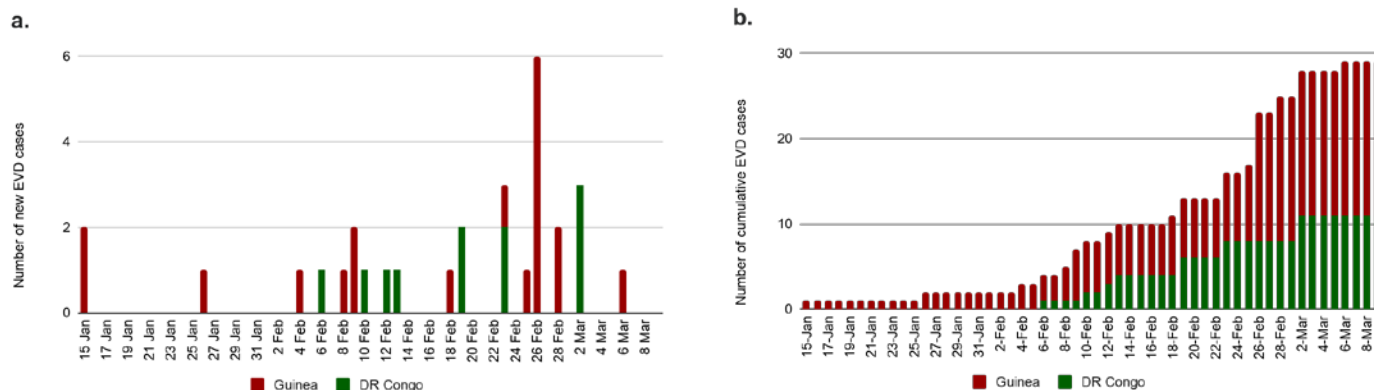 a.
Number of new EVD cases
6
4
2
0
15 Jan
17 Jan
19 Jan
21 Jan
23 Jan
25 Jan
27 Jan
29 Jan
31 Jan
2 Feb
4 Feb
6 Feb
8 Feb
10 Feb
12 Feb
14 Feb
16 Feb
18 Feb
20 Feb
22 Feb
24 Feb
26 Feb
28 Feb
2 Mar
4 Mar
6 Mar
8 Mar
Guinea DR Congo
b.
Number of cumulative EVD cases
30
20
10
0
15-Jan
17-Jan
19-Jan
21-Jan
23-Jan
25-Jan
27-Jan
29-Jan
31-Jan
2-Feb
4-Feb
6-Feb
8-Feb
10-Feb
12-Feb
14-Feb
16-Feb
18-Feb
20-Feb
22-Feb
24-Feb
26-Feb
28-Feb
2-Mar
4-Mar
6-Mar
8-Mar
Guinea DR Congo